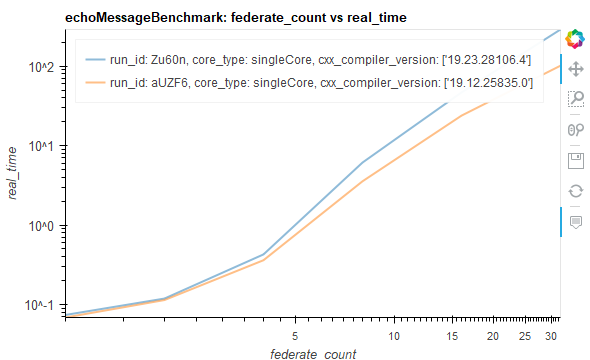 echoMessageBenchmark: federate_count vs real_time
run_id: Zu60n, core_type: singleCore, cxx_compiler_version: ['19.23.28106.4']
run_id: aUZF6, core_type: singleCore, cxx_compiler_version: ['19.12.25835.0']
10^2
10^1
10^0
10^-1
real_time
5 10 15 20 25 30
federate_count